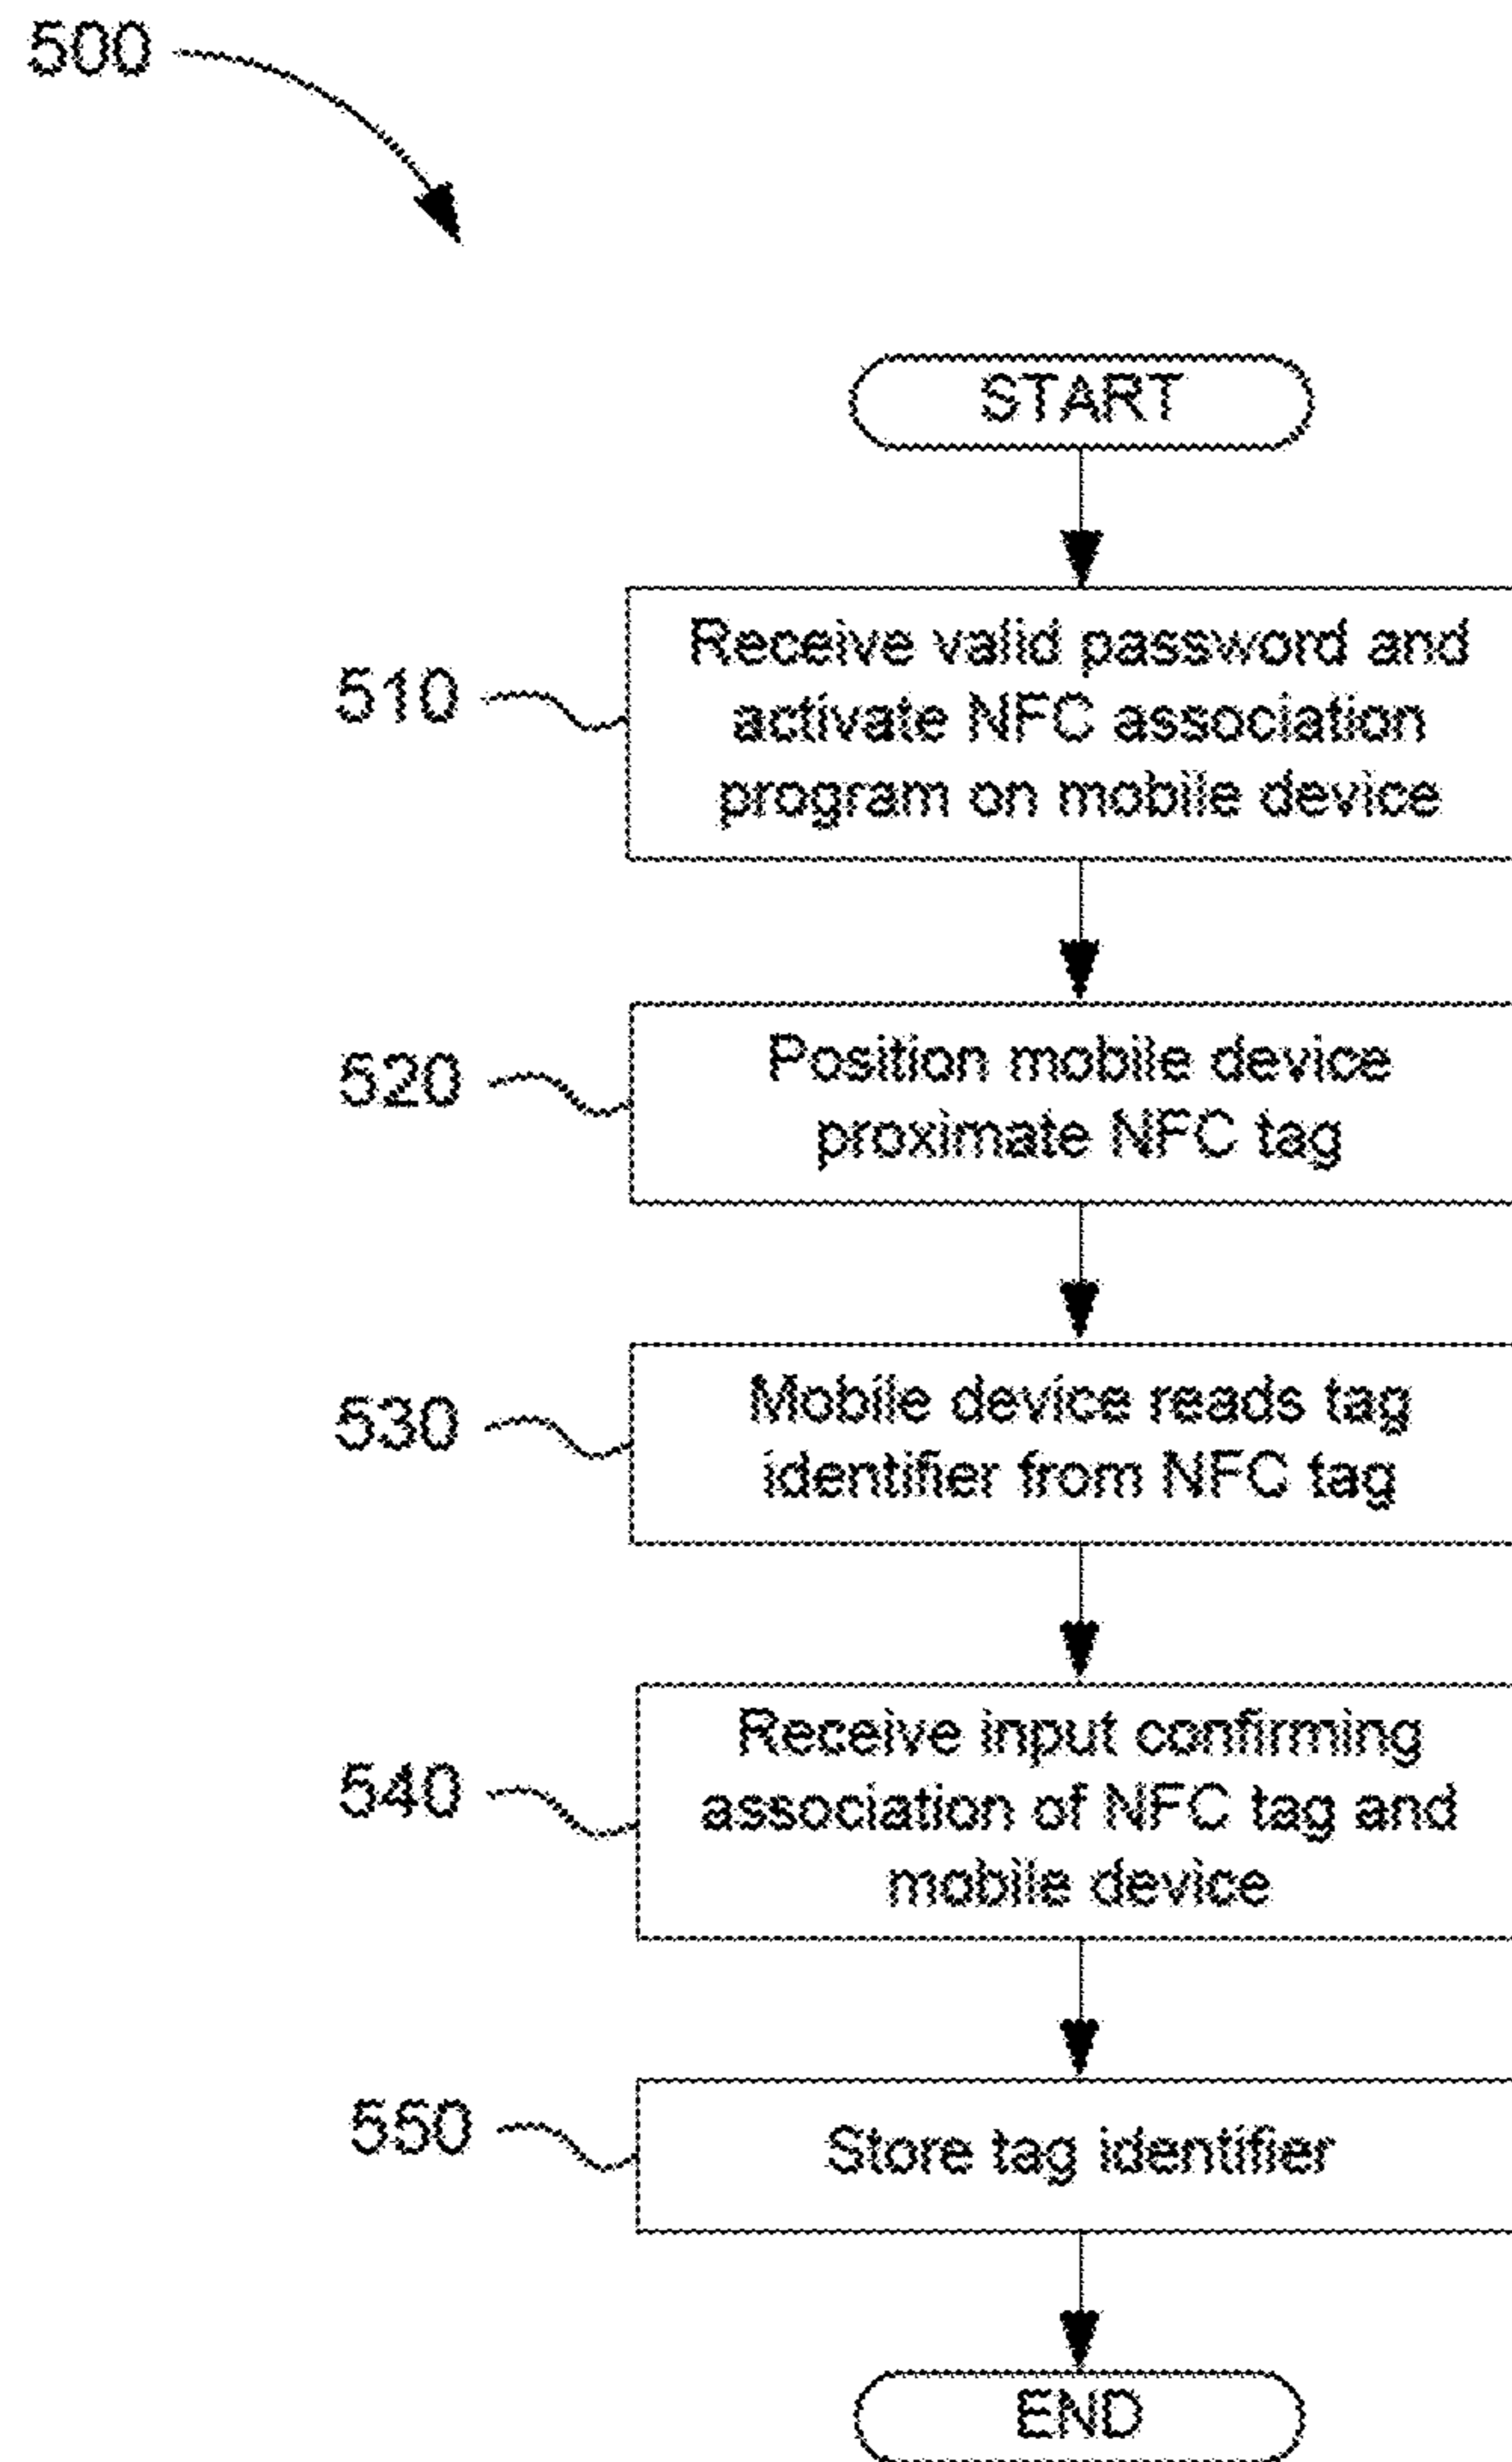 500
START
510
Receive valid password and
activate NFC association
program on mobile device
520
Position mobile device
proximate NFC tag
530
Mobile device reads tag
identifier from NFC tag
540
Receive input confirming
association of NFC tag and
mobile device
550
Store tag identifier
END